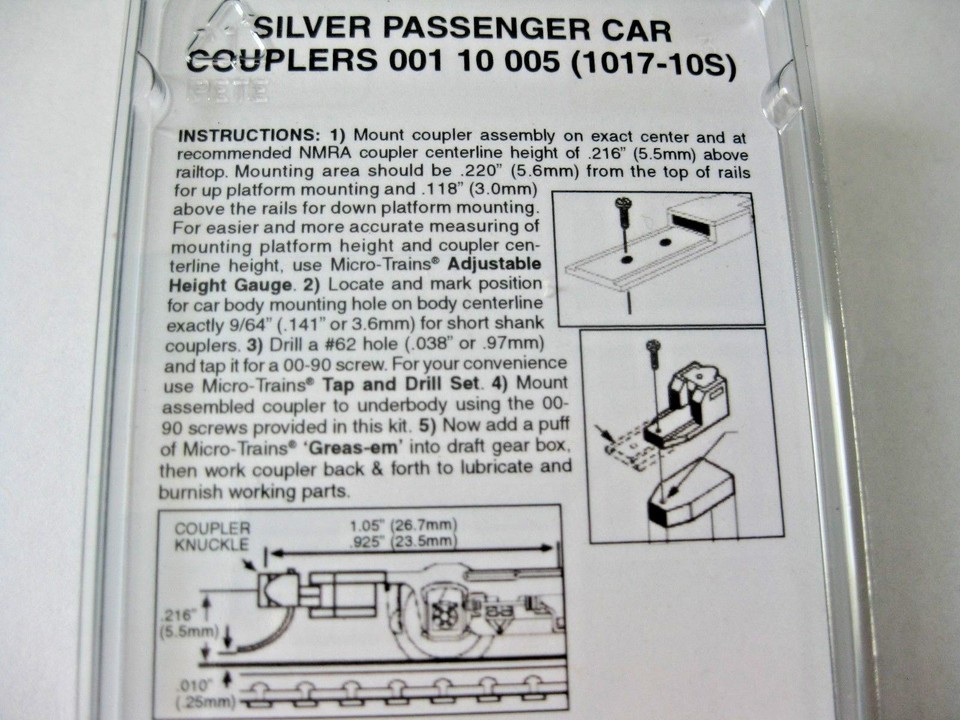 SILVER PASSENGER CAR
COUPLERS 001 10 005 (1017-10S)
PETE
INSTRUCTIONS: 1) Mount coupler assembly on exact center and at
recommended NMRA coupler centerline height of .216” (5.5mm) above
railtop. Mounting area should be .220” (5.6mm) from the top of rails
for up platform mounting and .118” (3.0mm)
above the rails for down platform mounting.
For easier and more accurate measuring of
mounting platform height and coupler cen-
terline height, use Micro-Trains® Adjustable
Height Gauge. 2) Locate and mark position
for car body mounting hole on body centerline
exactly 9/64” (.141” or 3.6mm) for short shank
couplers. 3) Drill a #62 hole (.038” or .97mm)
and tap it for a 00-90 screw. For your convenience
use Micro-Trains® Tap and Drill Set. 4) Mount
assembled coupler to underbody using the 00-
90 screws provided in this kit. 5) Now add a puff
of Micro-Trains® ‘Greas-em’ into draft gear box,
then work coupler back & forth to lubricate and
burnish working parts.
COUPLER
KNUCKLE
1.05” (26.7mm)
.925” (23.5mm)
.216”
(5.5mm)
.010”
(.25mm)